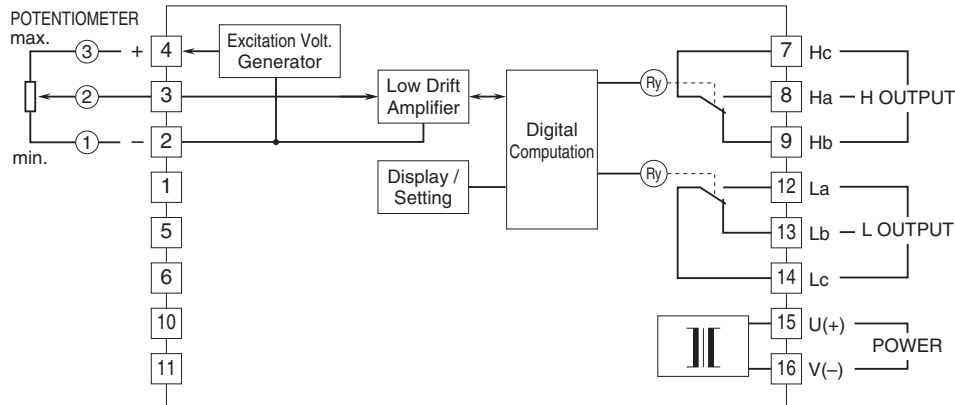 POTENTIOMETER
max.
3 +
2
1 −
min.
4
3
2
1
5
6
10
11
Excitation Volt.
Generator
Low Drift
Amplifier
Display /
Setting
Digital
Computation
Ry
Ry
7 Hc
8 Ha H OUTPUT
9 Hb
12 La
13 Lb L OUTPUT
14 Lc
15 U(+)
POWER
16 V(–)